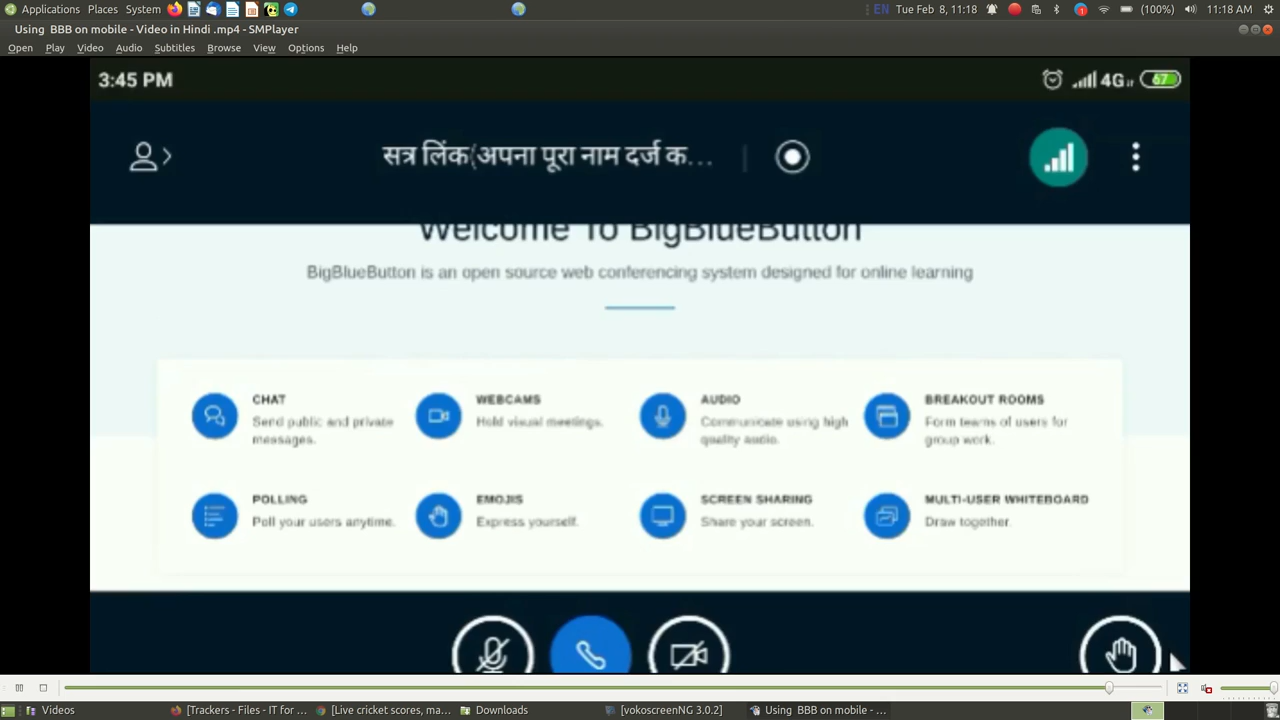 Applications Places System EN Tue Feb 8, 11:18 (100%) 11:18 AM
Using BBB on mobile - Video in Hindi .mp4 - SMPlayer
Open Play Video Audio Subtitles Browse View Options Help
3:45 PM 4G 67
सत्र लिंक(अपना पूरा नाम दर्ज क...
Welcome To BigBlueButton
BigBlueButton is an open source web conferencing system designed for online learning
CHAT
Send public and private
messages.
WEBCAMS
Hold visual meetings.
AUDIO
Communicate using high
quality audio.
BREAKOUT ROOMS
Form teams of users for
group work.
POLLING
Poll your users anytime.
EMOJIS
Express yourself.
SCREEN SHARING
Share your screen.
MULTI-USER WHITEBOARD
Draw together.
Videos [Trackers - Files - IT for ... [Live cricket scores, ma... Downloads [vokoscreenNG 3.0.2] Using BBB on mobile - ...